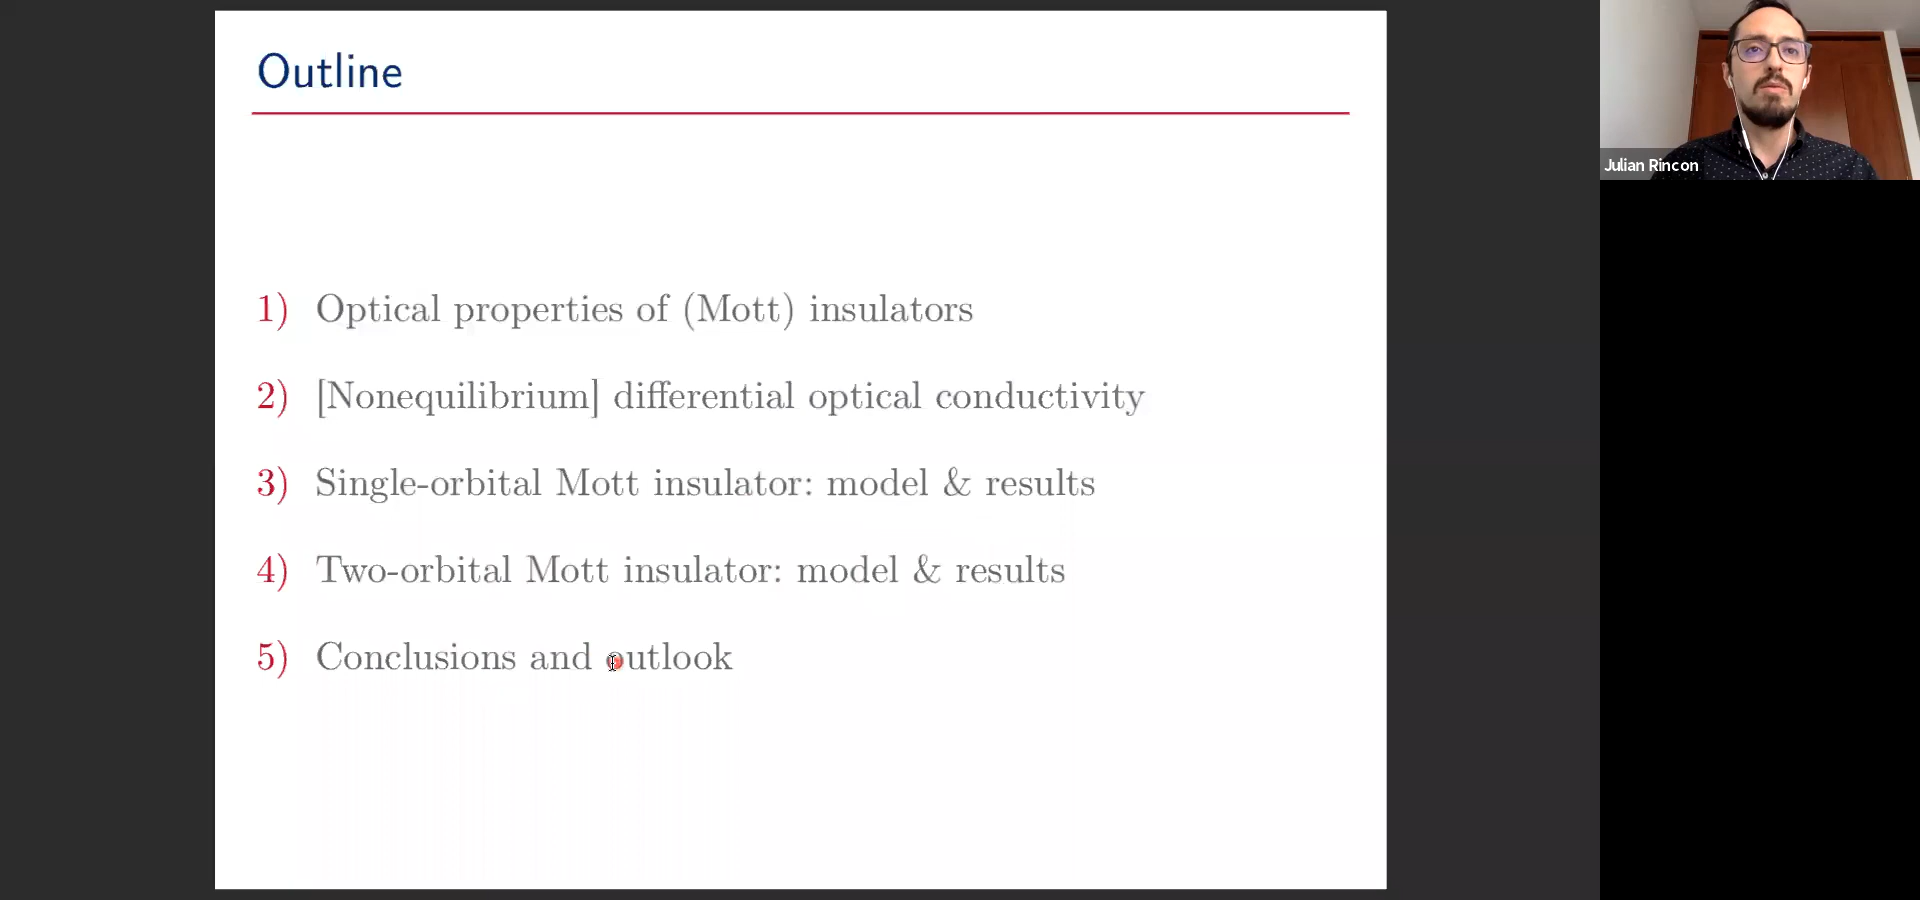 Outline
1) Optical properties of (Mott) insulators
2) [Nonequilibrium] differential optical conductivity
3) Single-orbital Mott insulator: model & results
4) Two-orbital Mott insulator: model & results
5) Conclusions and outlook
Julian Rincon